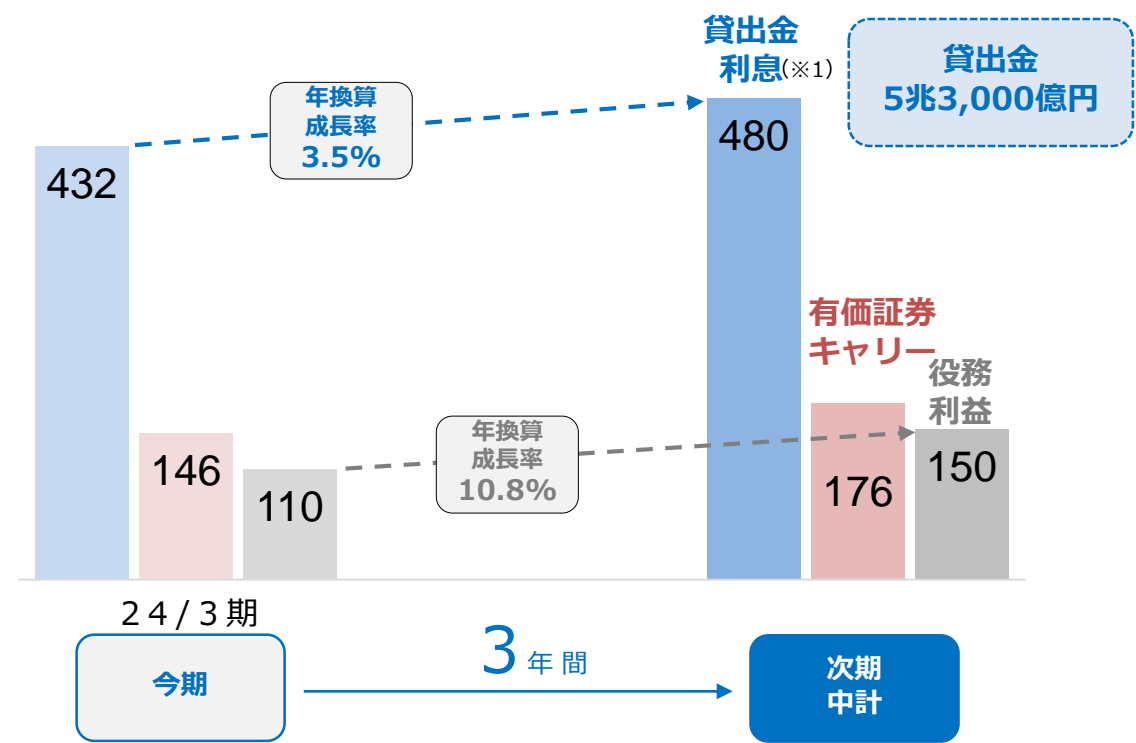 貸出金
利息(※1)
貸出金
5兆3,000億円
年換算
成長率
3.5%
480
432
有価証券
キャリー
役務
利益
年換算
成長率
10.8%
146
110
176
150
24/3期
今期
3年間
次期
中計